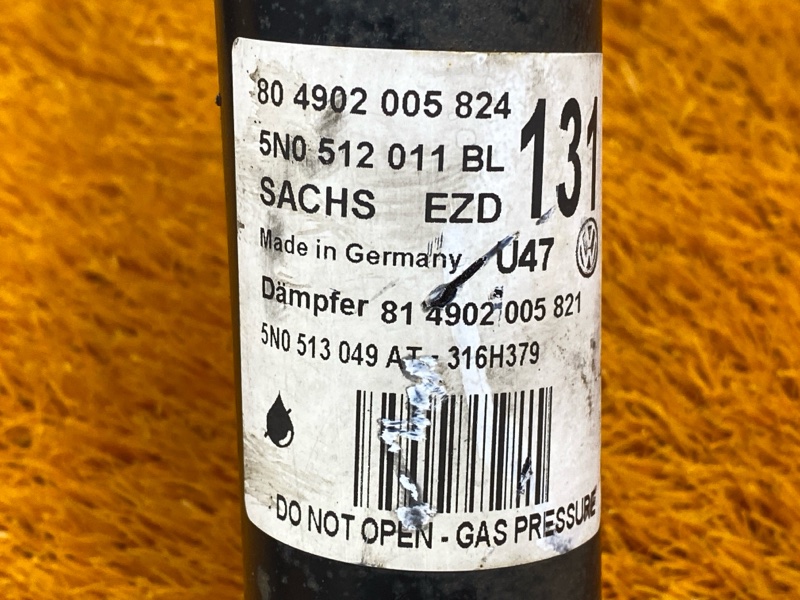 80 4902 005 824
5N0 512 011 BL
131
SACHS EZD
Made in Germany U47
Dämpfer 81 4902 005 821
5N0 513 049 AT - 316H379
DO NOT OPEN - GAS PRESSURE